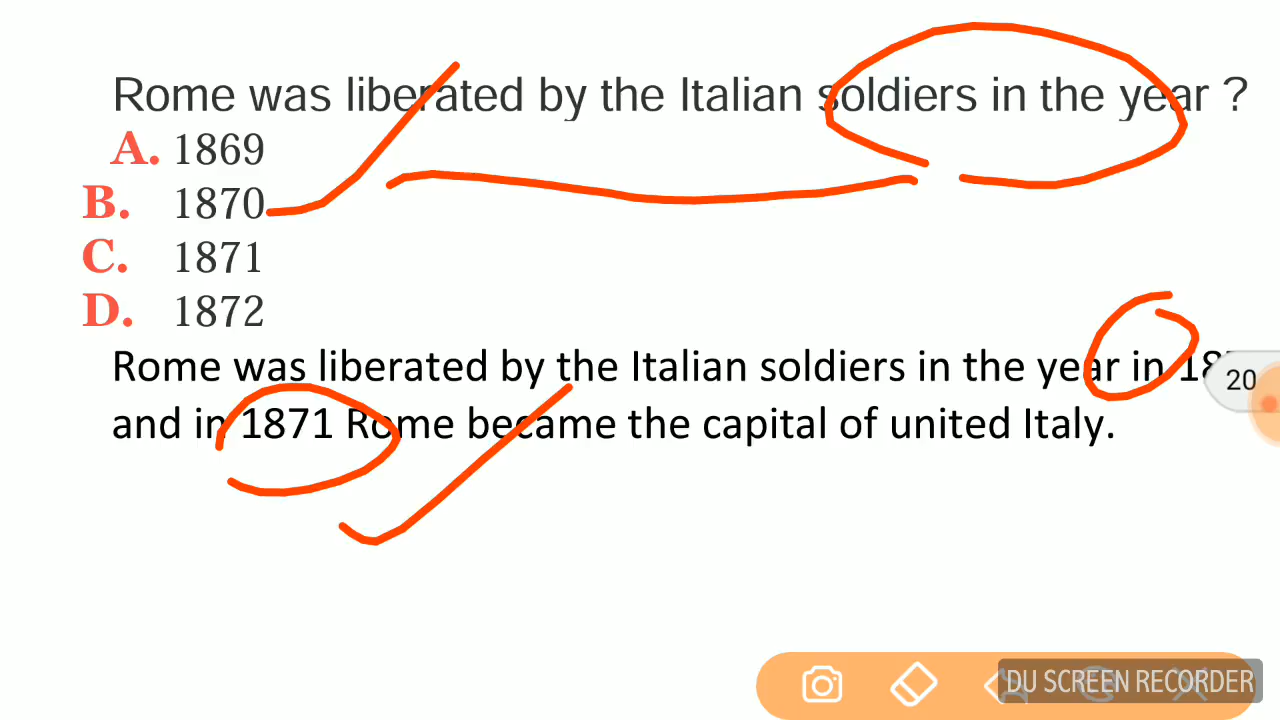 Rome was liberated by the Italian soldiers in the year ?
A. 1869
B. 1870
C. 1871
D. 1872
Rome was liberated by the Italian soldiers in the year in
and in 1871 Rome became the capital of united Italy.
20
DU SCREEN RECORDER